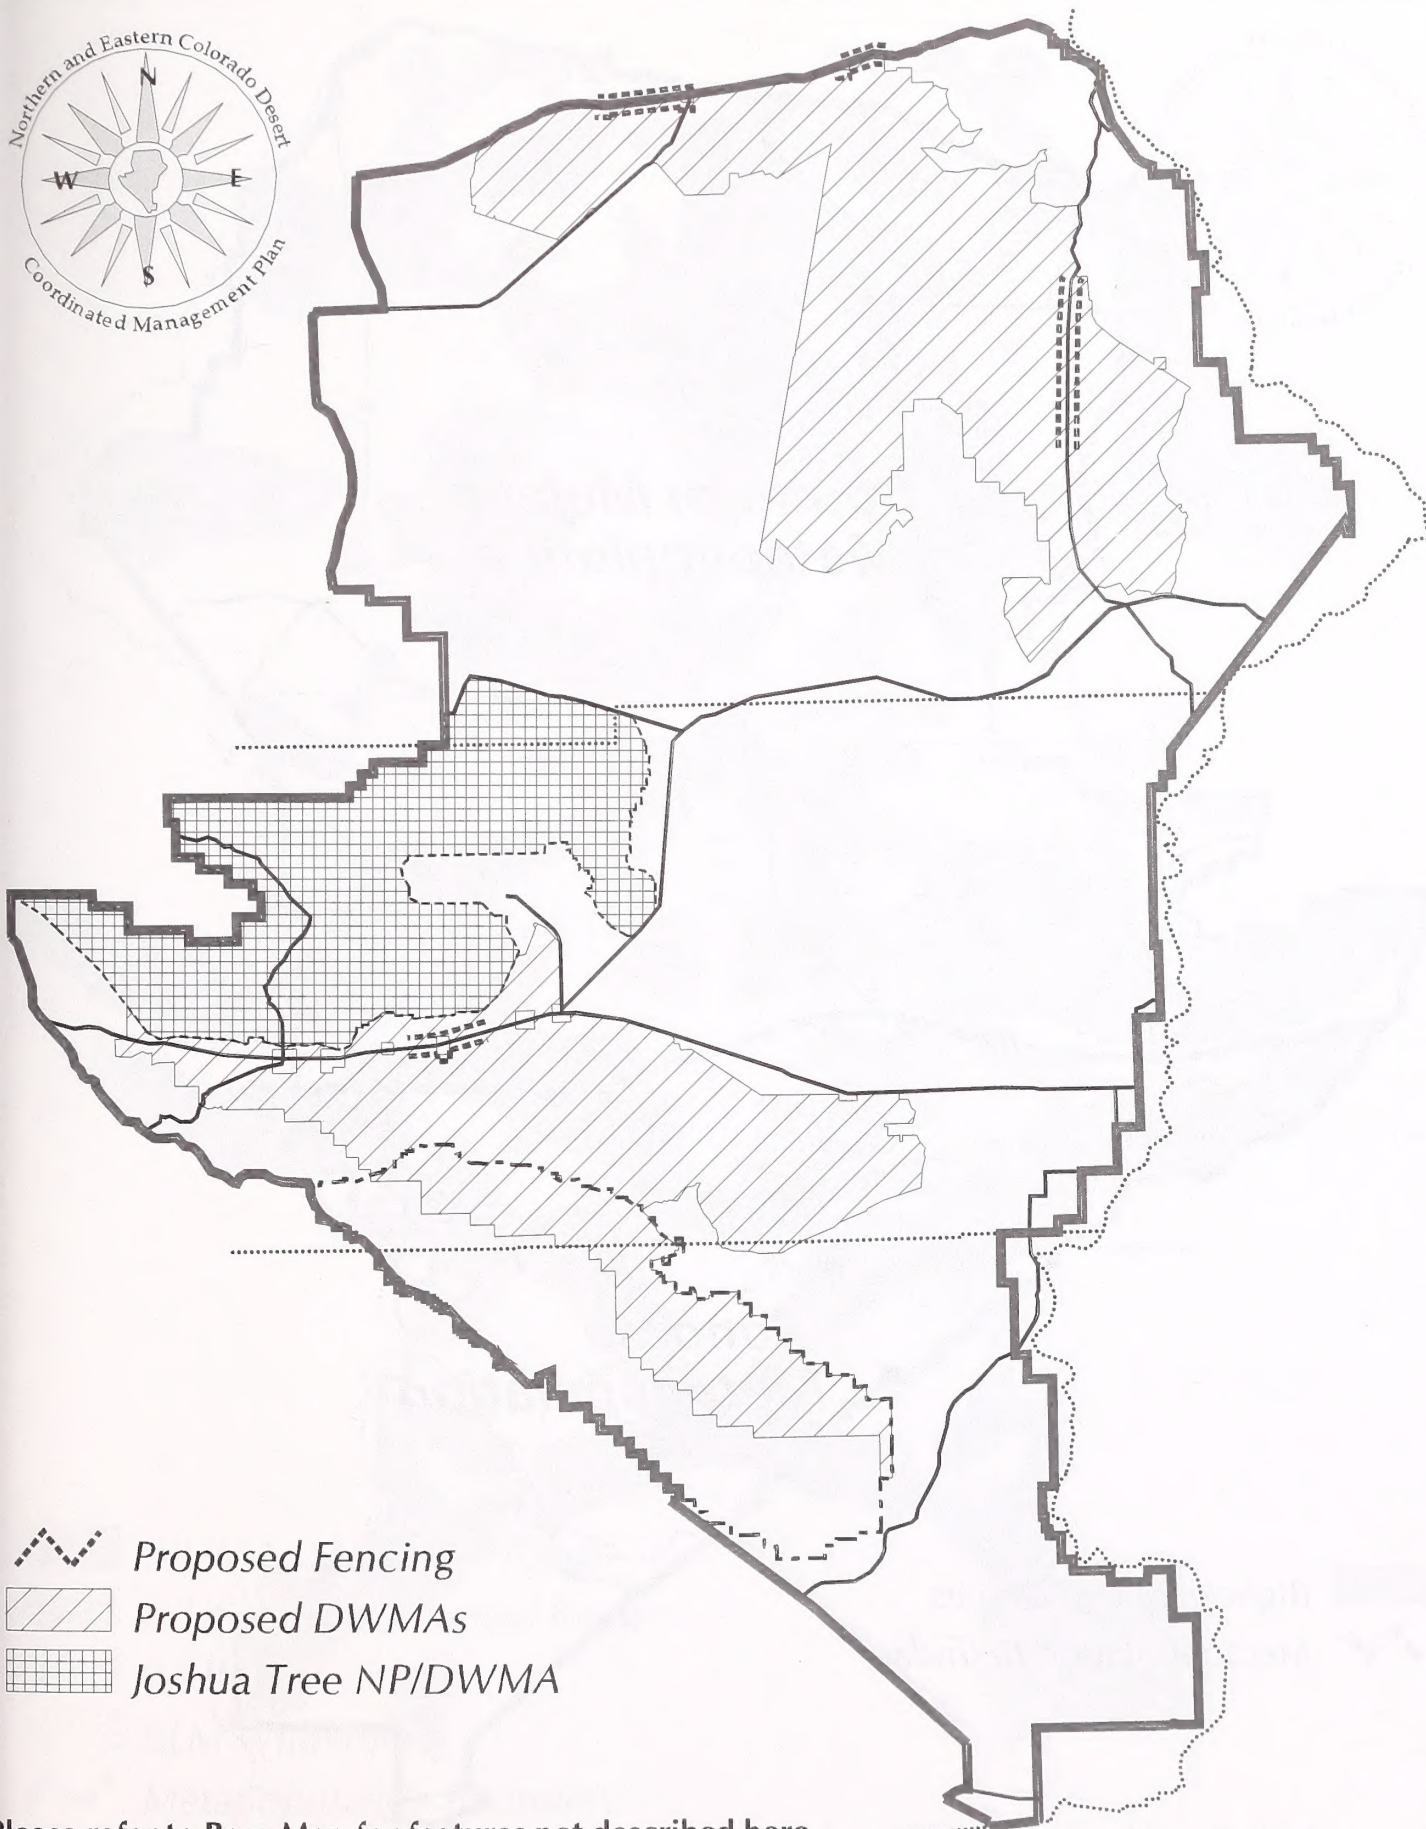 Northern and Eastern Colorado Desert
N
W
E
S
Coordinated Management Plan
Proposed Fencing
Proposed DWMAs
Joshua Tree NP/DWMA
Please refer to Base Map for features not described here